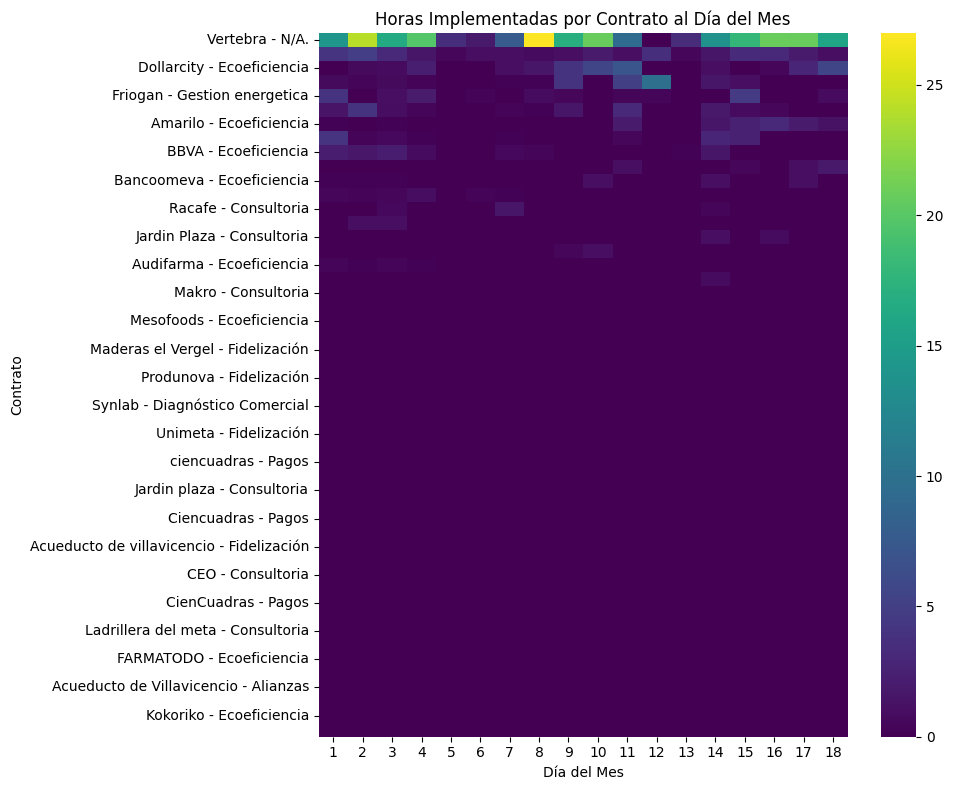 Horas Implementadas por Contrato al Día del Mes
Vertebra - N/A.
Dollarcity - Ecoeficiencia
Friogan - Gestion energetica
Amarilo - Ecoeficiencia
BBVA - Ecoeficiencia
Bancoomeva - Ecoeficiencia
Racafe - Consultoria
Jardin Plaza - Consultoria
Audifarma - Ecoeficiencia
Makro - Consultoria
Mesofoods - Ecoeficiencia
Maderas el Vergel - Fidelización
Produnova - Fidelización
Synlab - Diagnóstico Comercial
Unimeta - Fidelización
ciencuadras - Pagos
Jardin plaza - Consultoria
Ciencuadras - Pagos
Acueducto de villavicencio - Fidelización
CEO - Consultoria
CienCuadras - Pagos
Ladrillera del meta - Consultoria
FARMATODO - Ecoeficiencia
Acueducto de Villavicencio - Alianzas
Kokoriko - Ecoeficiencia
Contrato
1 2 3 4 5 6 7 8 9 10 11 12 13 14 15 16 17 18
Día del Mes
25
20
15
10
5
0